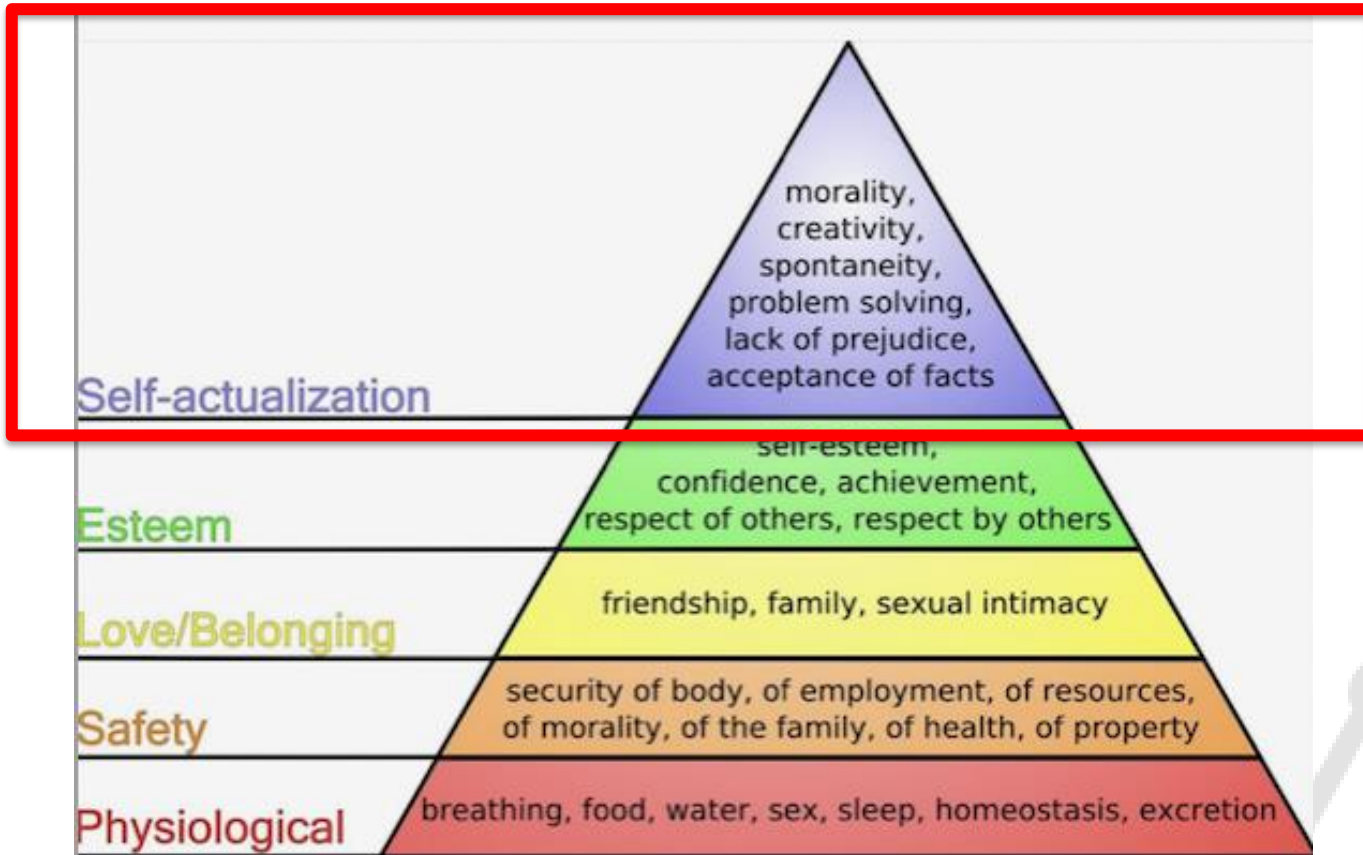 morality,
creativity,
spontaneity,
problem solving,
lack of prejudice,
acceptance of facts
Self-actualization
self-esteem,
confidence, achievement,
respect of others, respect by others
Esteem
friendship, family, sexual intimacy
Love/Belonging
security of body, of employment, of resources,
of morality, of the family, of health, of property
Safety
breathing, food, water, sex, sleep, homeostasis, excretion
Physiological